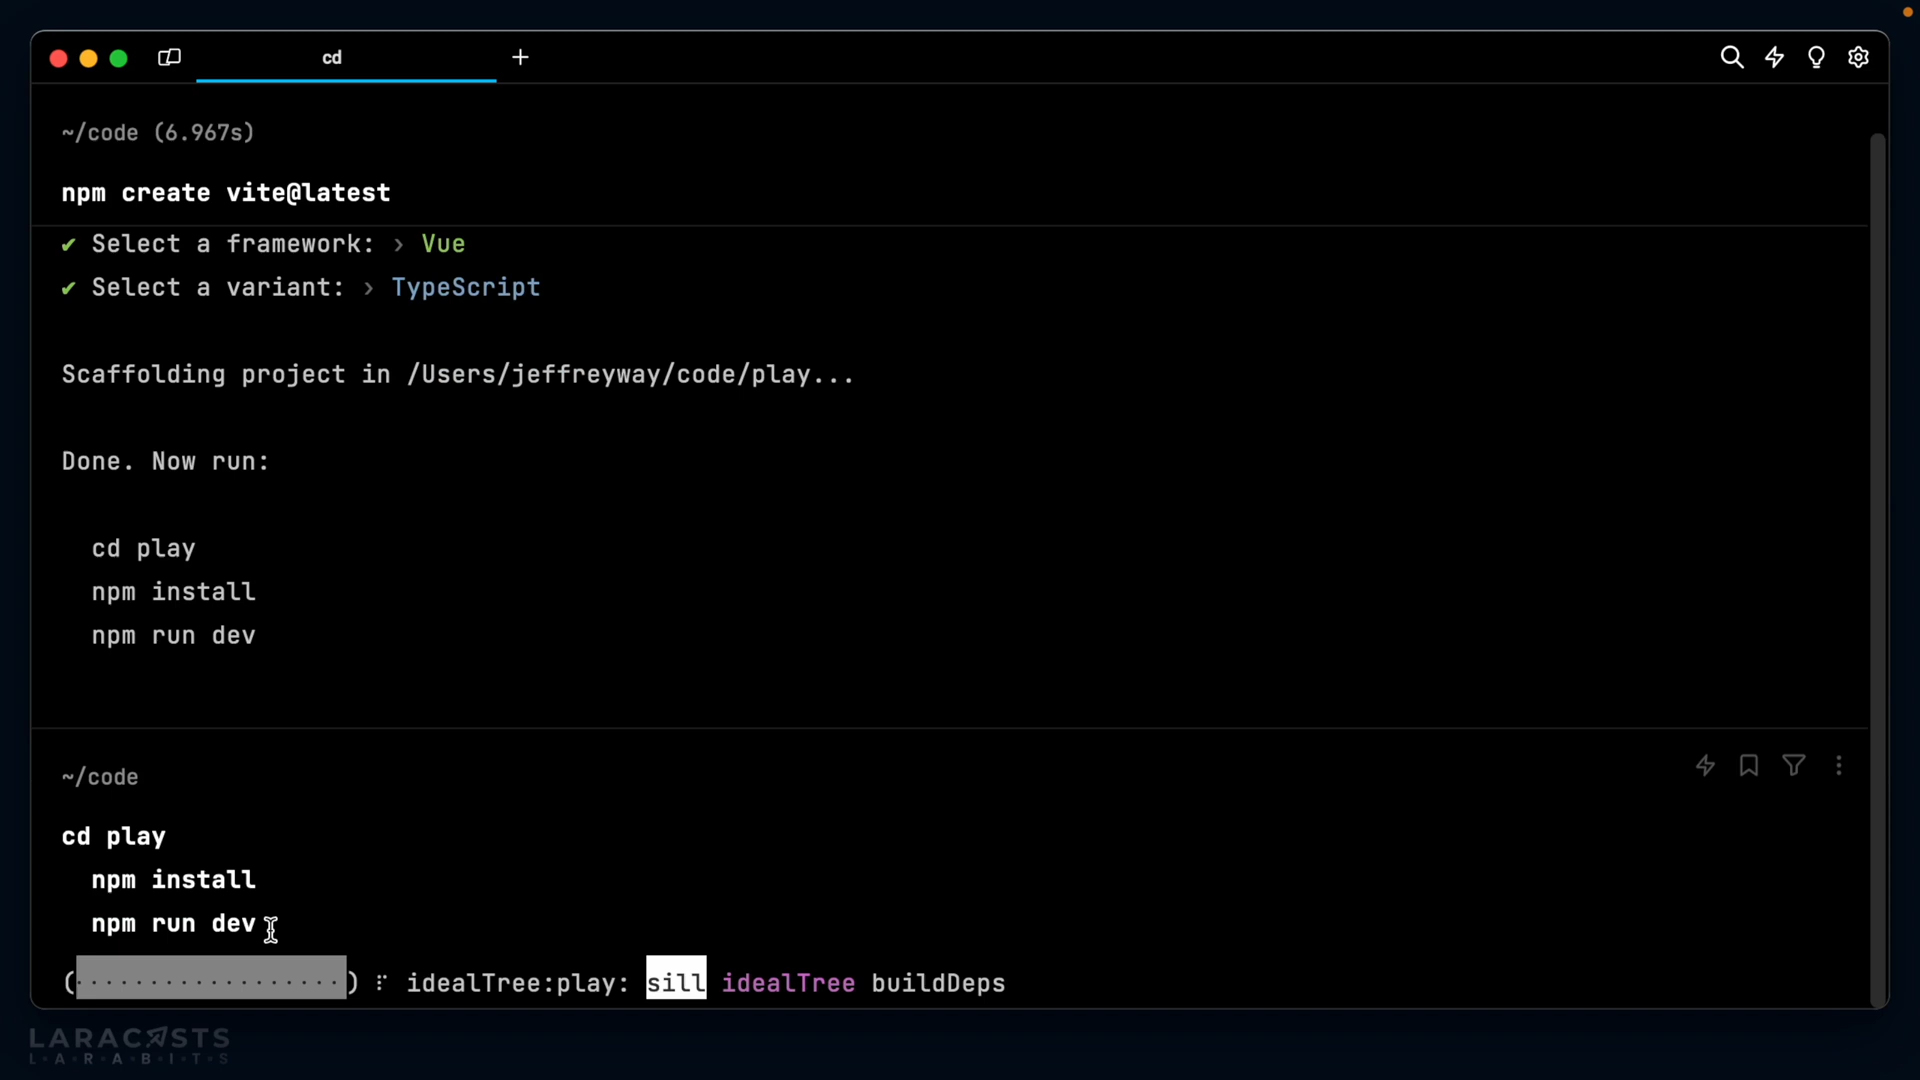 cd
~/code (6.967s)
npm create vite@latest
✔ Select a framework: › Vue
✔ Select a variant: › TypeScript
Scaffolding project in /Users/jeffreyway/code/play...
Done. Now run:
cd play
npm install
npm run dev
~/code
cd play
npm install
npm run dev
(..................) ⠏ idealTree:play: sill idealTree buildDeps
LARACASTS
L·A·R·A·B·I·T·S